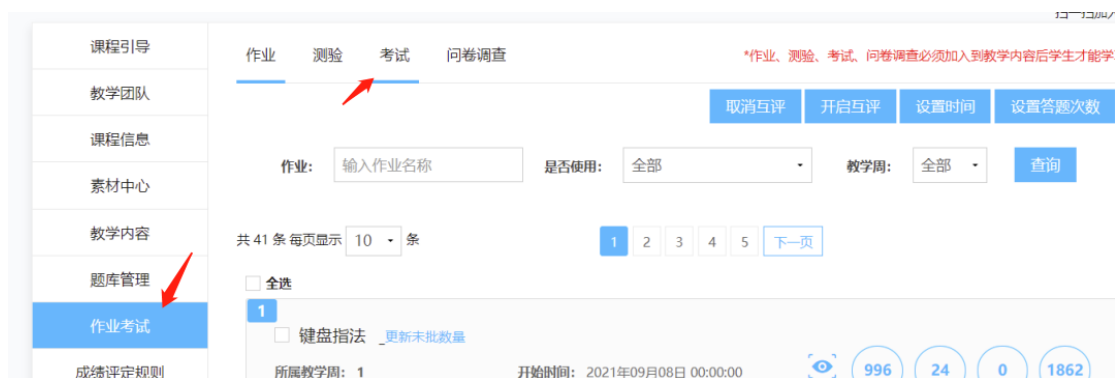 扫一扫加入
课程引导
教学团队
课程信息
素材中心
教学内容
题库管理
作业考试
成绩评定规则
作业 测验 考试 问卷调查
*作业、测验、考试、问卷调查必须加入到教学内容后学生才能学
取消互评 开启互评 设置时间 设置答题次数
作业： 输入作业名称 是否使用： 全部 教学周： 全部 查询
共 41 条 每页显示 10 条 1 2 3 4 5 下一页
全选
1
键盘指法 _更新未批数量
所属教学周： 1 开始时间： 2021年09月08日 00:00:00 996 24 0 1862